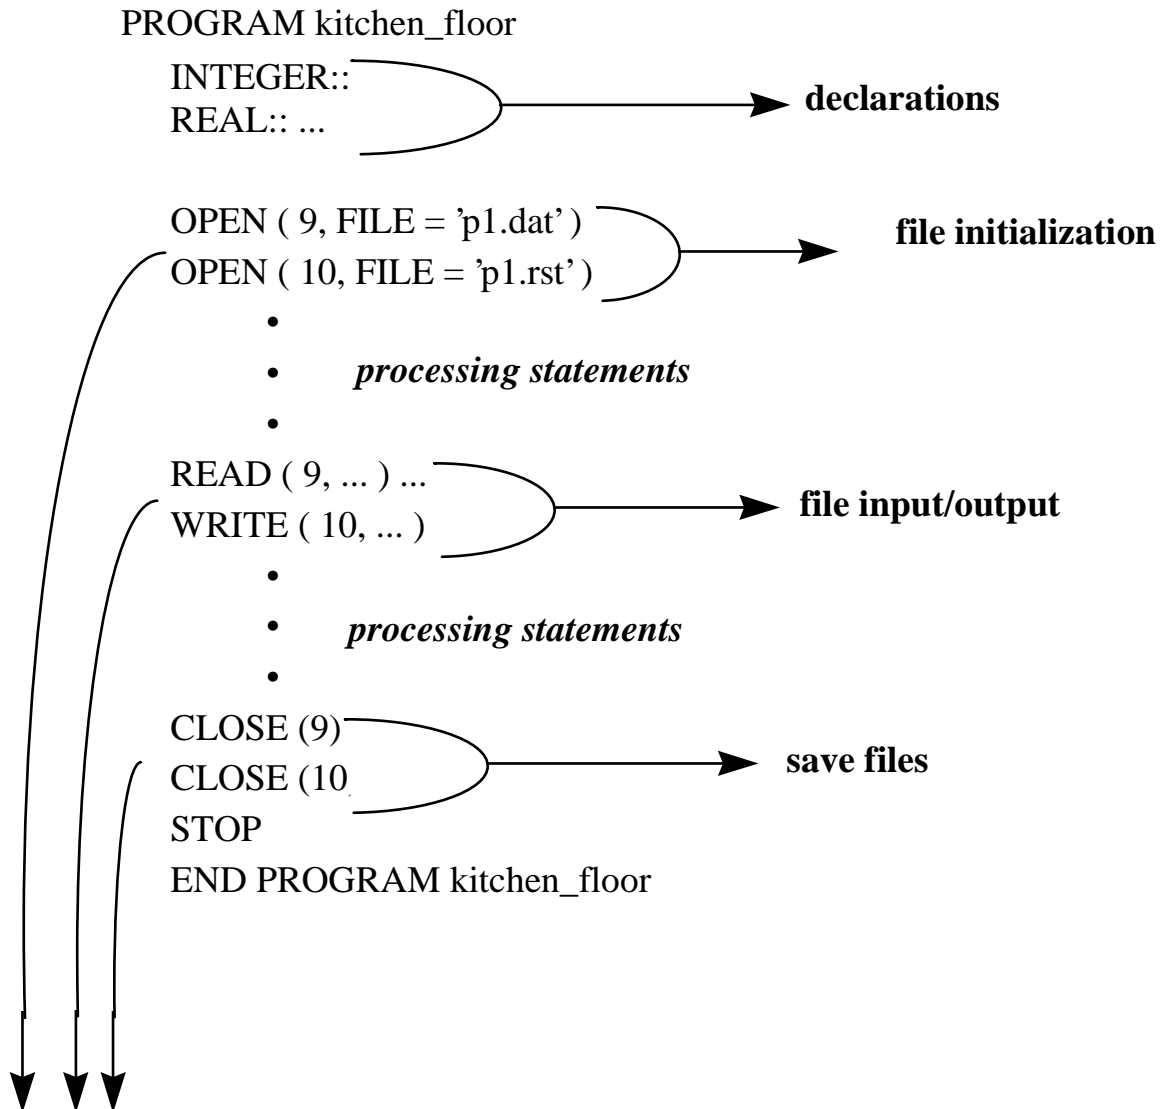 PROGRAM kitchen_floor
INTEGER::
REAL:: ...
declarations
OPEN ( 9, FILE = 'p1.dat' )
OPEN ( 10, FILE = 'p1.rst' )
file initialization
•
• processing statements
•
READ ( 9, ... ) ...
WRITE ( 10, ... )
file input/output
•
• processing statements
•
CLOSE (9)
CLOSE (10)
save files
STOP
END PROGRAM kitchen_floor